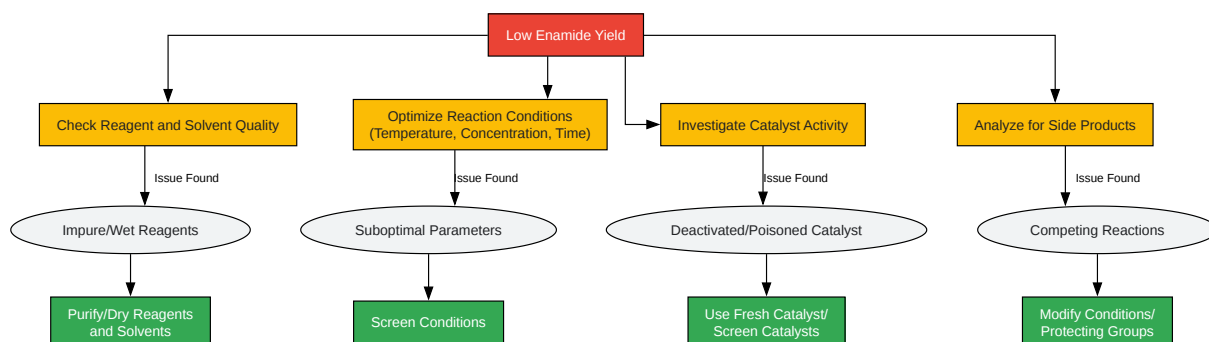 Low Enamide Yield
Check Reagent and Solvent Quality
Optimize Reaction Conditions
(Temperature, Concentration, Time)
Investigate Catalyst Activity
Analyze for Side Products
Issue Found
Issue Found
Issue Found
Issue Found
Impure/Wet Reagents
Suboptimal Parameters
Deactivated/Poisoned Catalyst
Competing Reactions
Purify/Dry Reagents
and Solvents
Screen Conditions
Use Fresh Catalyst/
Screen Catalysts
Modify Conditions/
Protecting Groups